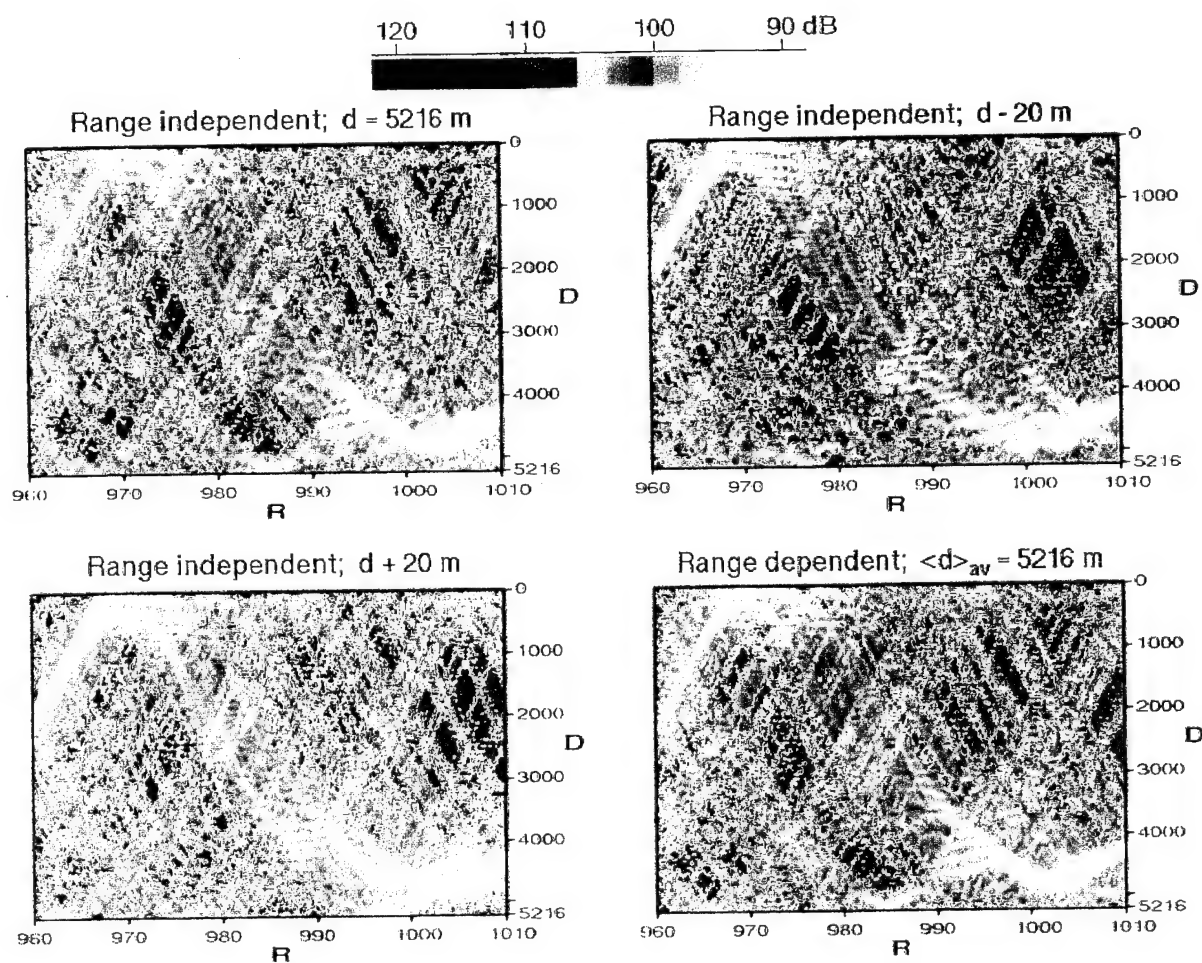 120 110 100 90 dB
Range independent; d = 5216 m
0
1000
2000
D
3000
4000
5216
960 970 980 990 1000 1010
R
Range independent; d - 20 m
0
1000
2000
D
3000
4000
5216
960 970 980 990 1000 1010
R
Range independent; d + 20 m
0
1000
2000
D
3000
4000
5216
960 970 980 990 1000 1010
R
Range dependent; <d>av = 5216 m
0
1000
2000
D
3000
4000
5216
960 970 980 990 1000 1010
R